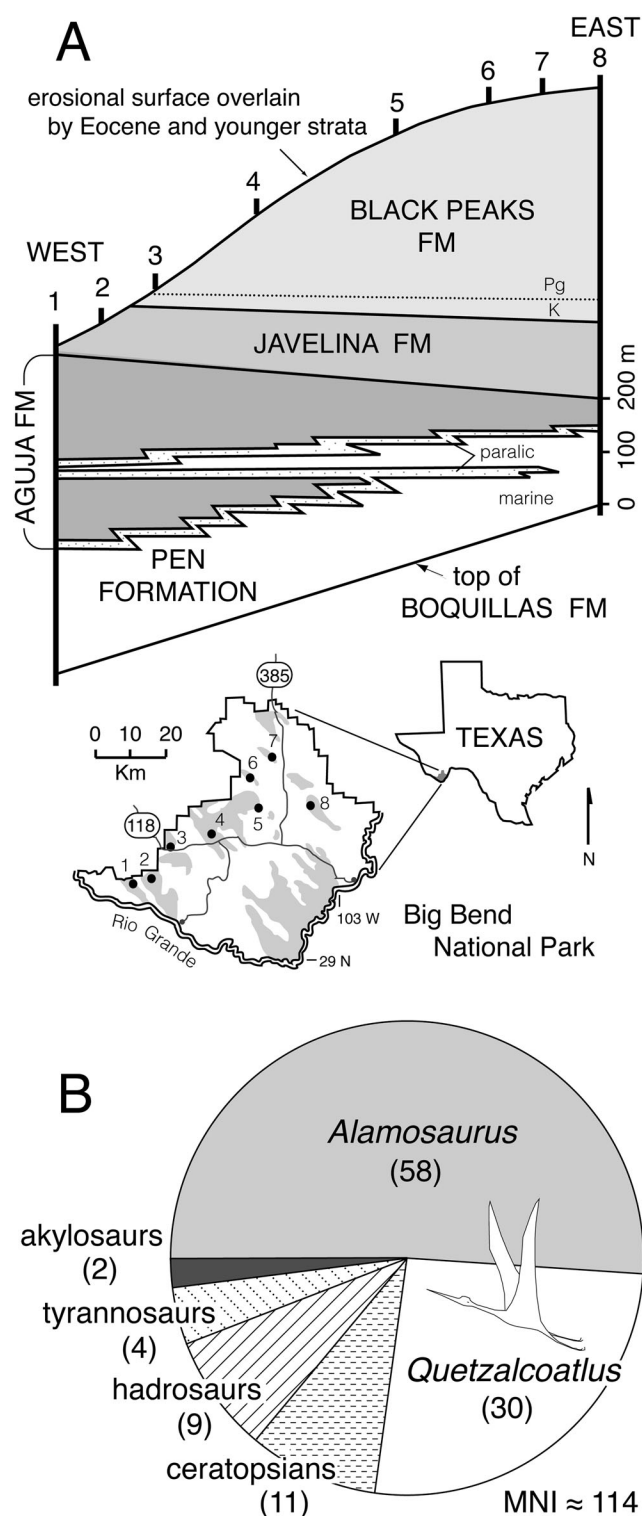 A
EAST
8
7
6
5
erosional surface overlain
by Eocene and younger strata
4
BLACK PEAKS
FM
WEST
3
2
1
Pg
K
JAVELINA FM
AGUJA FM
200 m
100
0
paralic
marine
PEN
FORMATION
top of
BOQUILLAS FM
385
0 10 20
Km
TEXAS
7
6
8
5
4
118
3
2
1
N
103 W
Rio Grande
29 N
Big Bend
National Park
B
Alamosaurus
(58)
akylosaurs
(2)
tyrannosaurs
(4)
Quetzalcoatlus
(30)
hadrosaurs
(9)
ceratopsians
(11)
MNI ≈ 114